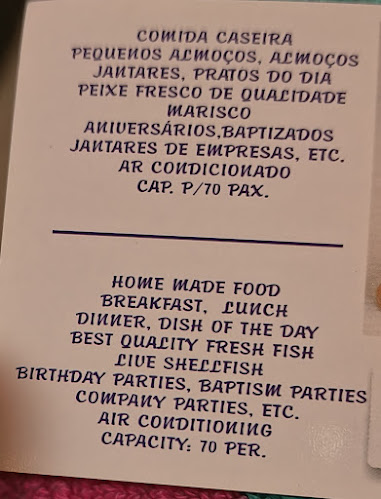 COMIDA CASEIRA
PEQUENOS ALMOÇOS, ALMOÇOS
JANTARES, PRATOS DO DIA
PEIXE FRESCO DE QUALIDADE
MARISCO
ANIVERSÁRIOS,BAPTIZADOS
JANTARES DE EMPRESAS, ETC.
AR CONDICIONADO
CAP. P/70 PAX.
HOME MADE FOOD
BREAKFAST, LUNCH
DINNER, DISH OF THE DAY
BEST QUALITY FRESH FISH
LIVE SHELLFISH
BIRTHDAY PARTIES, BAPTISM PARTIES
COMPANY PARTIES, ETC.
AIR CONDITIONING
CAPACITY: 70 PER.